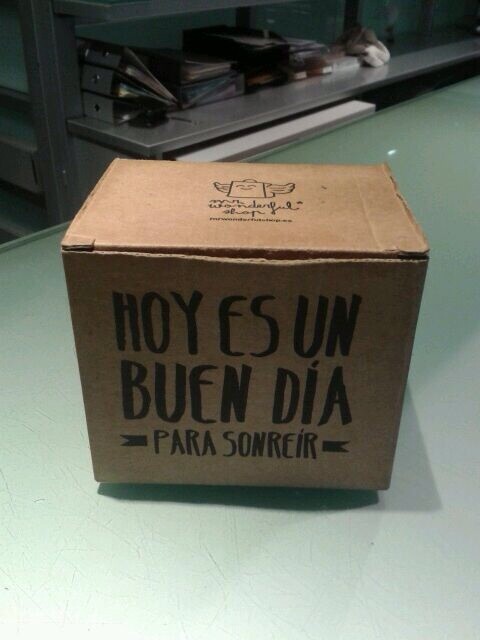 mr
wonderful*
shop
mrwonderfulshop.es
HOY ES UN
BUEN DÍA
PARA SONREÍR